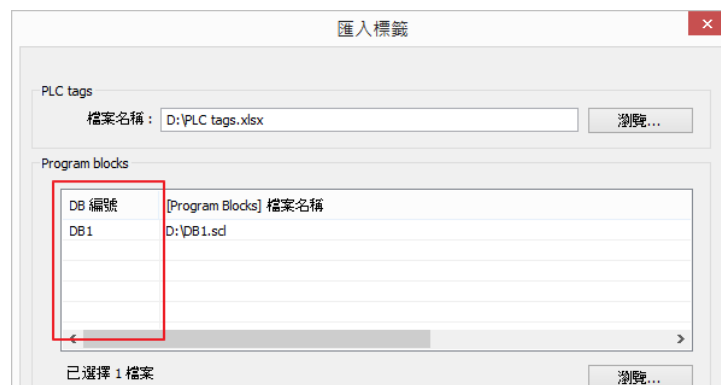 匯入標籤
PLC tags
檔案名稱： D:\PLC tags.xlsx 瀏覽...
Program blocks
DB 編號 [Program Blocks] 檔案名稱
DB1 D:\DB1.scl
已選擇 1 檔案 瀏覽...